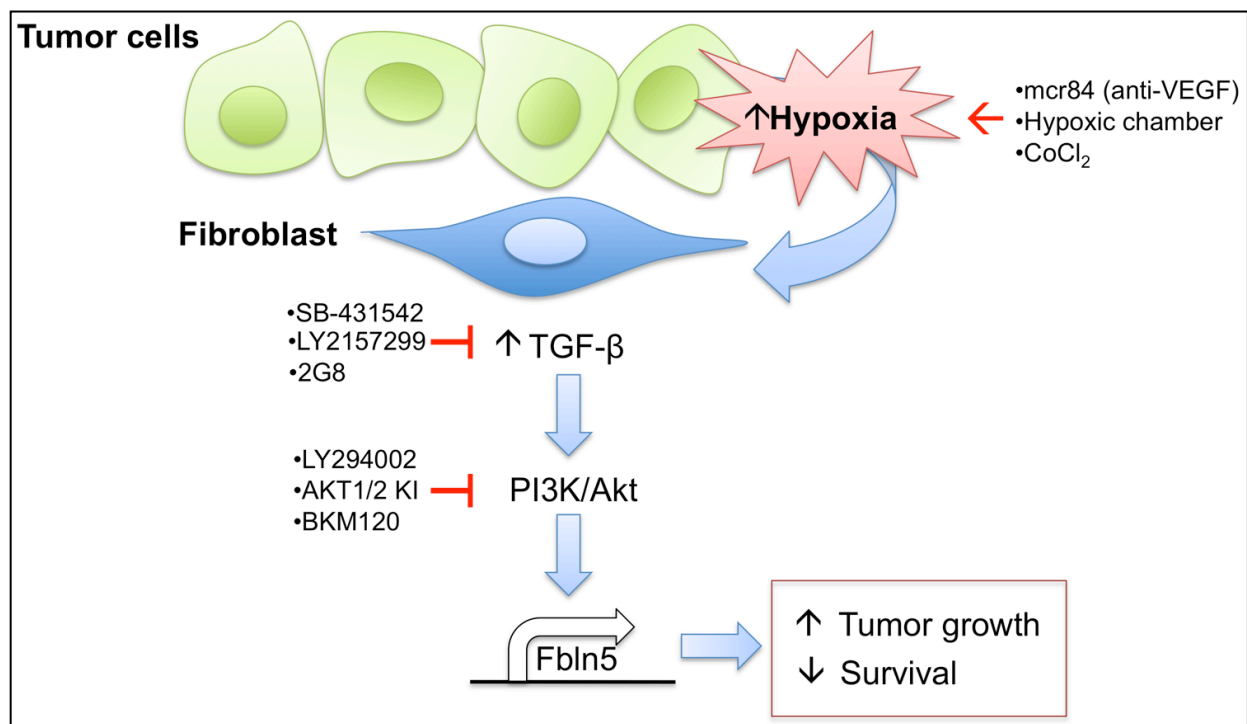 Tumor cells
↑Hypoxia
•mcr84 (anti-VEGF)
•Hypoxic chamber
•CoCl₂
Fibroblast
•SB-431542
•LY2157299
•2G8
↑ TGF-β
•LY294002
•AKT1/2 KI
•BKM120
PI3K/Akt
Fbln5
↑ Tumor growth
↓ Survival